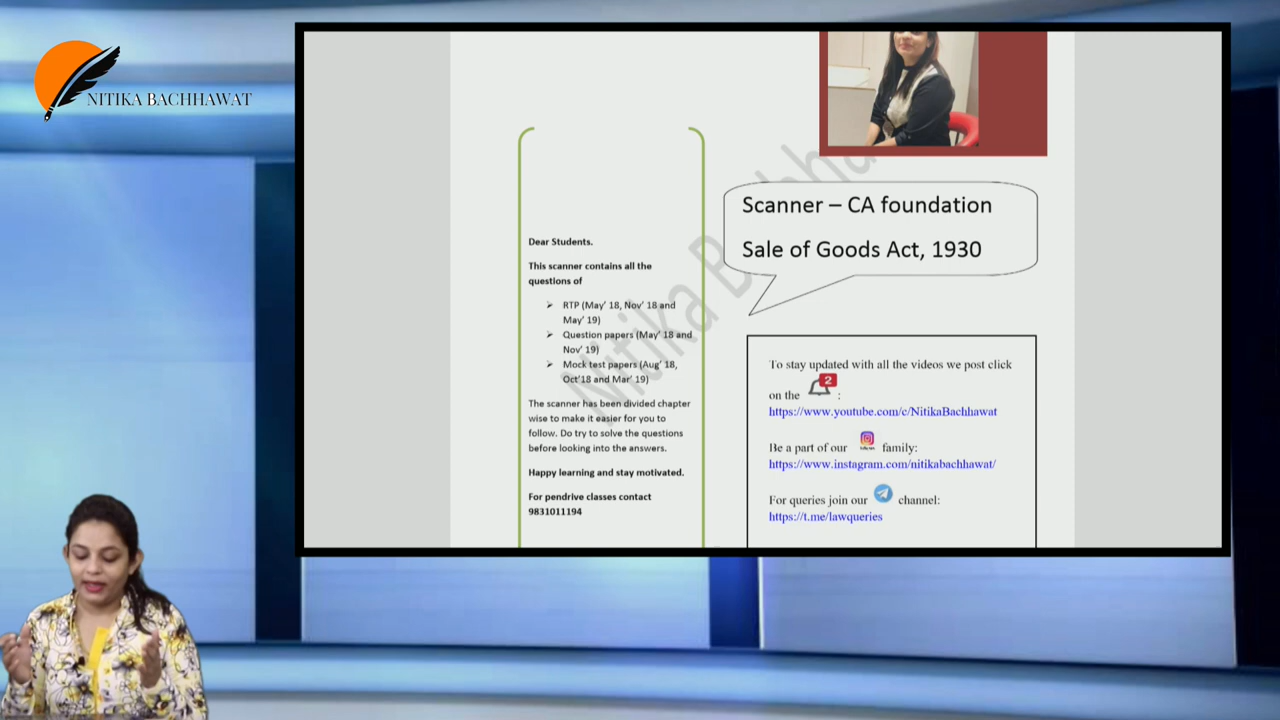 NITIKA BACHHAWAT
Dear Students.
This scanner contains all the
questions of
➢ RTP (May' 18, Nov' 18 and
May' 19)
➢ Question papers (May' 18 and
Nov' 19)
➢ Mock test papers (Aug' 18,
Oct'18 and Mar' 19)
The scanner has been divided chapter
wise to make it easier for you to
follow. Do try to solve the questions
before looking into the answers.
Happy learning and stay motivated.
For pendrive classes contact
9831011194
Scanner – CA foundation
Sale of Goods Act, 1930
To stay updated with all the videos we post click
2
on the :
https://www.youtube.com/c/NitikaBachhawat
Be a part of our family:
https://www.instagram.com/nitikabachhawat/
For queries join our channel:
https://t.me/lawqueries
Nitika